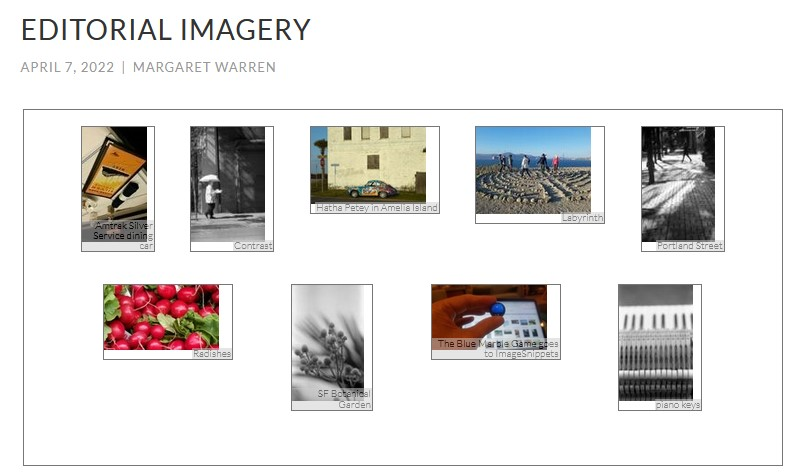 EDITORIAL IMAGERY
APRIL 7, 2022 | MARGARET WARREN
Amtrak Silver
Service dining
car
Contrast
Hatha Petey in Amelia Island
Labyrinth
Portland Street
Radishes
SF Botanical
Garden
The Blue Marble Game goes
to ImageSnippets
piano keys